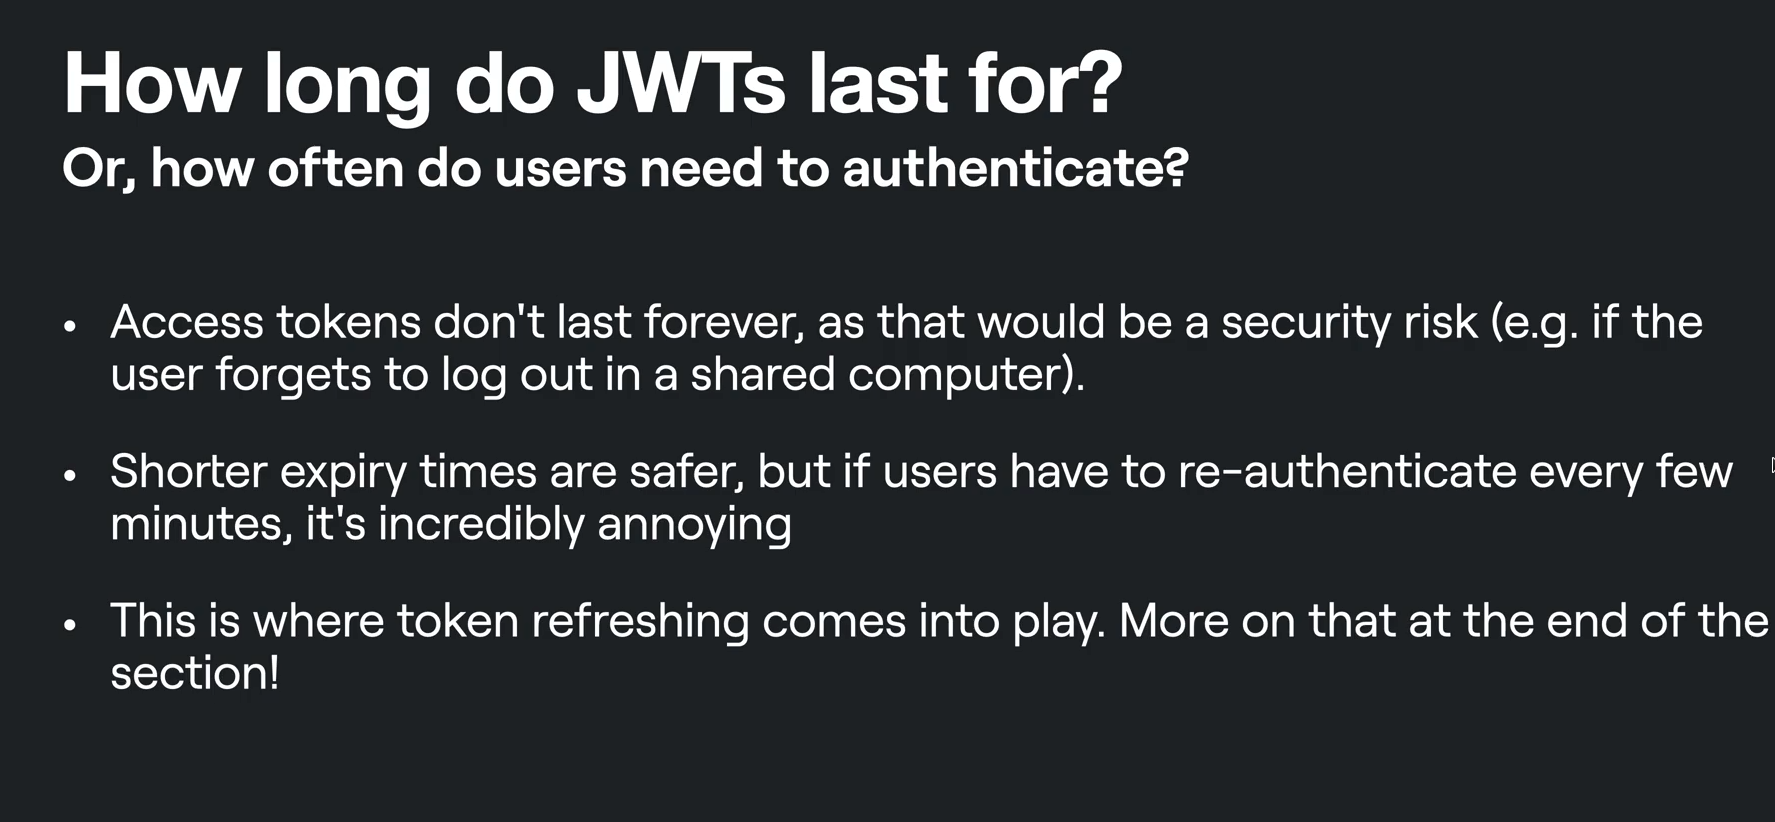 How long do JWTs last for?
Or, how often do users need to authenticate?
• Access tokens don't last forever, as that would be a security risk (e.g. if the
user forgets to log out in a shared computer).
• Shorter expiry times are safer, but if users have to re-authenticate every few
minutes, it's incredibly annoying
• This is where token refreshing comes into play. More on that at the end of the
section!